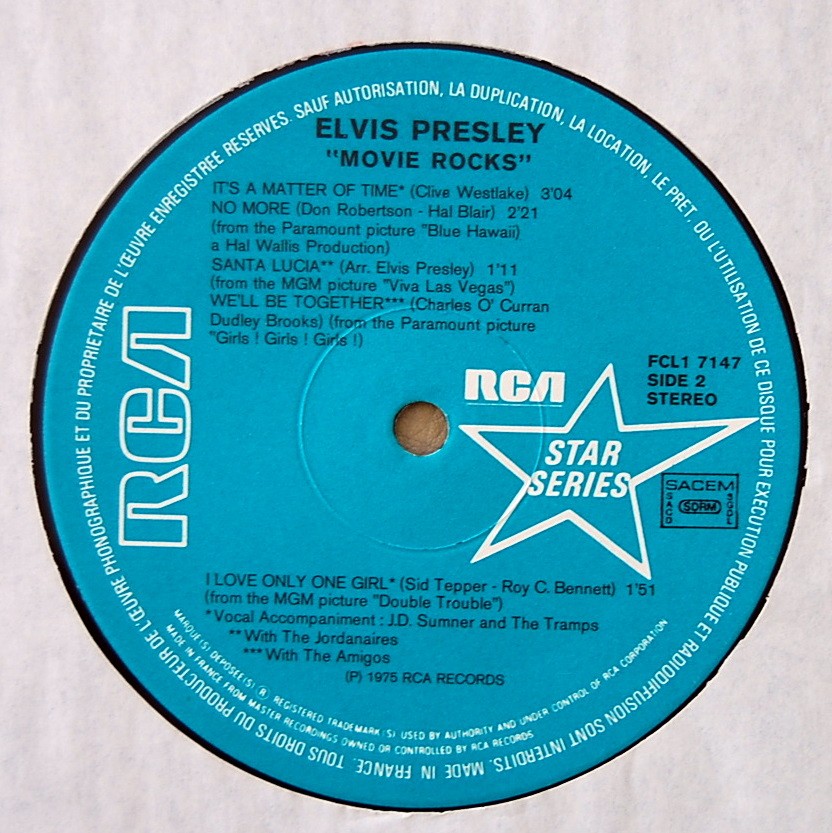 ELVIS PRESLEY
"MOVIE ROCKS"
IT'S A MATTER OF TIME* (Clive Westlake) 3'04
NO MORE (Don Robertson - Hal Blair) 2'21
(from the Paramount picture "Blue Hawaii)
a Hal Wallis Production)
SANTA LUCIA** (Arr. Elvis Presley) 1'11
(from the MGM picture "Viva Las Vegas")
WE'LL BE TOGETHER*** (Charles O' Curran
Dudley Brooks) (from the Paramount picture
"Girls ! Girls ! Girls !)
RCA
RCA
STAR
SERIES
FCL1 7147
SIDE 2
STEREO
SACEM
SACD
SDRM
SGDL
I LOVE ONLY ONE GIRL* (Sid Tepper - Roy C. Bennett) 1'51
(from the MGM picture "Double Trouble")
*Vocal Accompaniment : J.D. Sumner and The Tramps
**With The Jordanaires
***With The Amigos
(P) 1975 RCA RECORDS
MARQUE(S) DEPOSEE(S) ® REGISTERED TRADEMARK(S) USED BY AUTHORITY AND UNDER CONTROL OF RCA CORPORATION
MADE IN FRANCE FROM MASTER RECORDINGS OWNED OR CONTROLLED BY RCA RECORDS
TOUS DROITS DU PRODUCTEUR DE L'ŒUVRE PHONOGRAPHIQUE ET DU PROPRIETAIRE DE L'ŒUVRE ENREGISTREE RESERVES. SAUF AUTORISATION, LA DUPLICATION, LA LOCATION, LE PRET, OU L'UTILISATION DE CE DISQUE POUR EXECUTION PUBLIQUE ET RADIODIFFUSION SONT INTERDITS. MADE IN FRANCE.